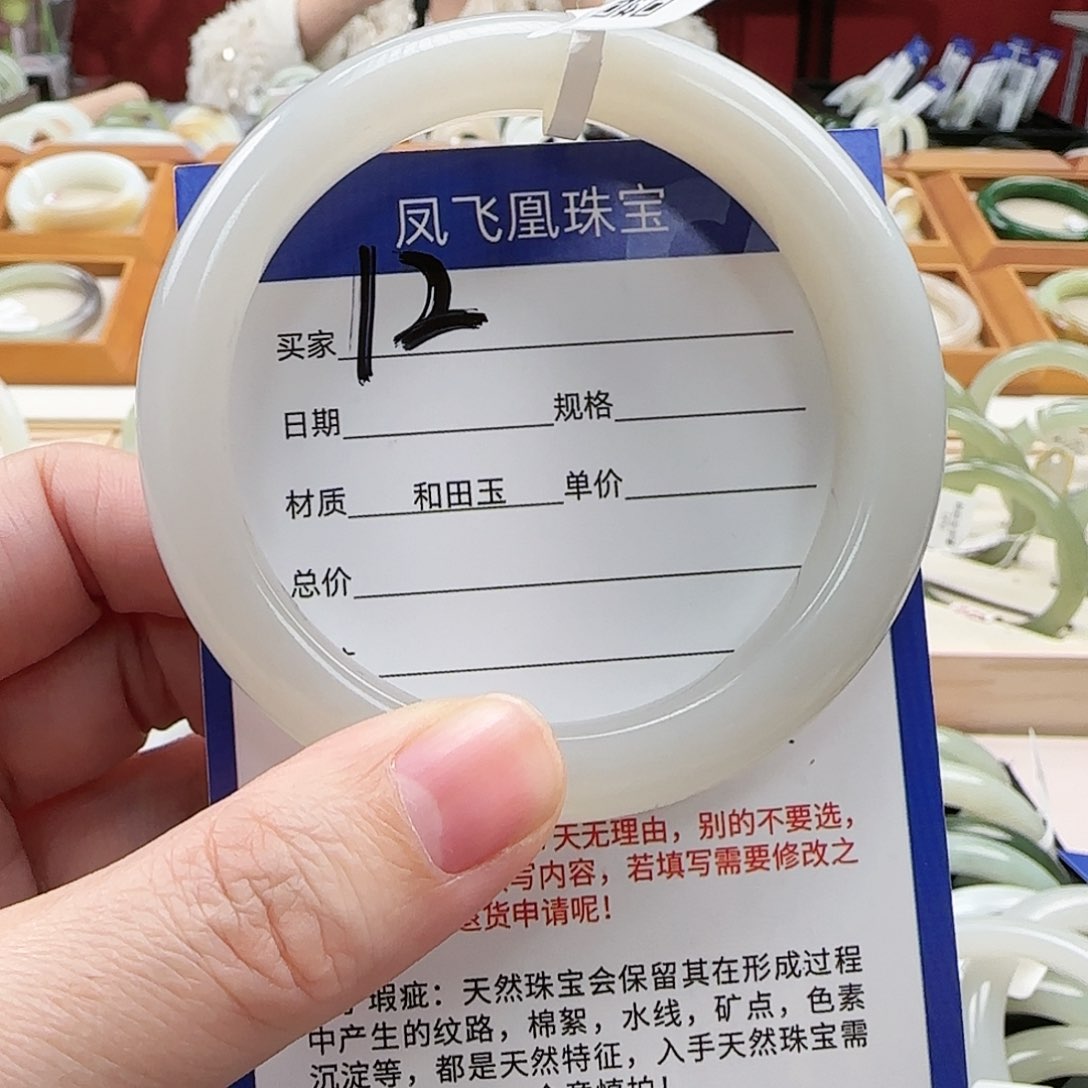 凤飞凰珠宝
买家 12
日期 规格
材质 和田玉 单价
总价
天无理由，别的不要选，
写内容，若填写需要修改之
退货申请呢！
瑕疵：天然珠宝会保留其在形成过程
中产生的纹路，棉絮，水线，矿点，色素
沉淀等，都是天然特征，入手天然珠宝需
慎拍！